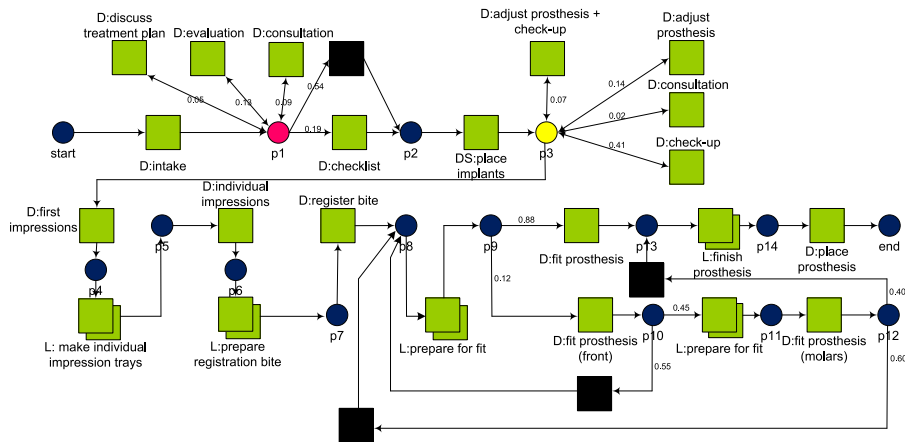 D:discuss
treatment plan
D:evaluation
D:consultation
D:adjust prosthesis +
check-up
D:adjust
prosthesis
0.54
0.05
0.13
0.09
0.07
0.14
D:consultation
0.02
0.19
0.41
start
p1
p2
p3
D:check-up
D:intake
D:checklist
DS:place
implants
D:first
impressions
D:individual
impressions
D:register bite
p5
p8
p9
0.88
D:fit prosthesis
p13
L:finish
prosthesis
p14
D:place
prosthesis
end
p4
p6
0.12
0.40
L: make individual
impression trays
L:prepare
registration bite
p7
L:prepare for fit
D:fit prosthesis
(front)
p10
0.45
L:prepare for fit
p11
D:fit prosthesis
(molars)
p12
0.55
0.60